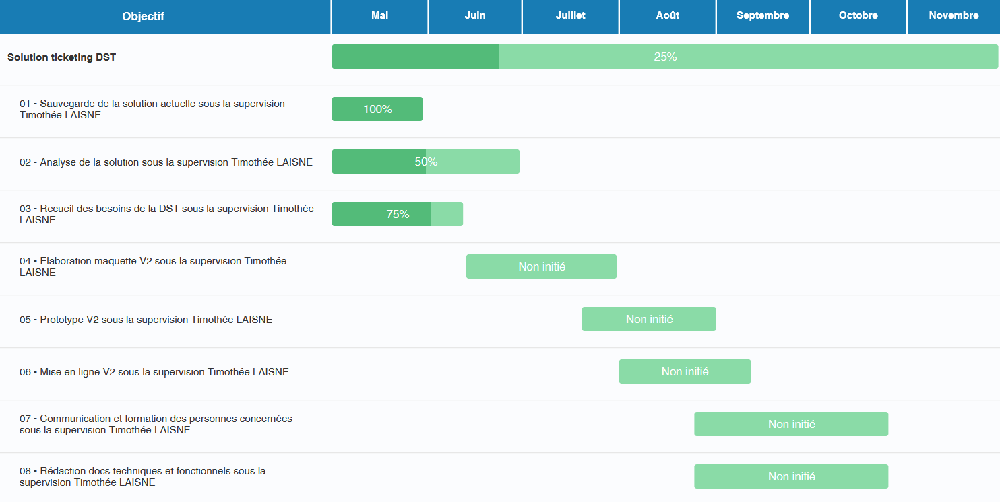 Objectif Mai Juin Juillet Août Septembre Octobre Novembre
Solution ticketing DST 25%
01 - Sauvegarde de la solution actuelle sous la supervision
Timothée LAISNE
100%
02 - Analyse de la solution sous la supervision Timothée LAISNE 50%
03 - Recueil des besoins de la DST sous la supervision Timothée
LAISNE
75%
04 - Elaboration maquette V2 sous la supervision Timothée
LAISNE
Non initié
05 - Prototype V2 sous la supervision Timothée LAISNE Non initié
06 - Mise en ligne V2 sous la supervision Timothée LAISNE Non initié
07 - Communication et formation des personnes concernées
sous la supervision Timothée LAISNE
Non initié
08 - Rédaction docs techniques et fonctionnels sous la
supervision Timothée LAISNE
Non initié